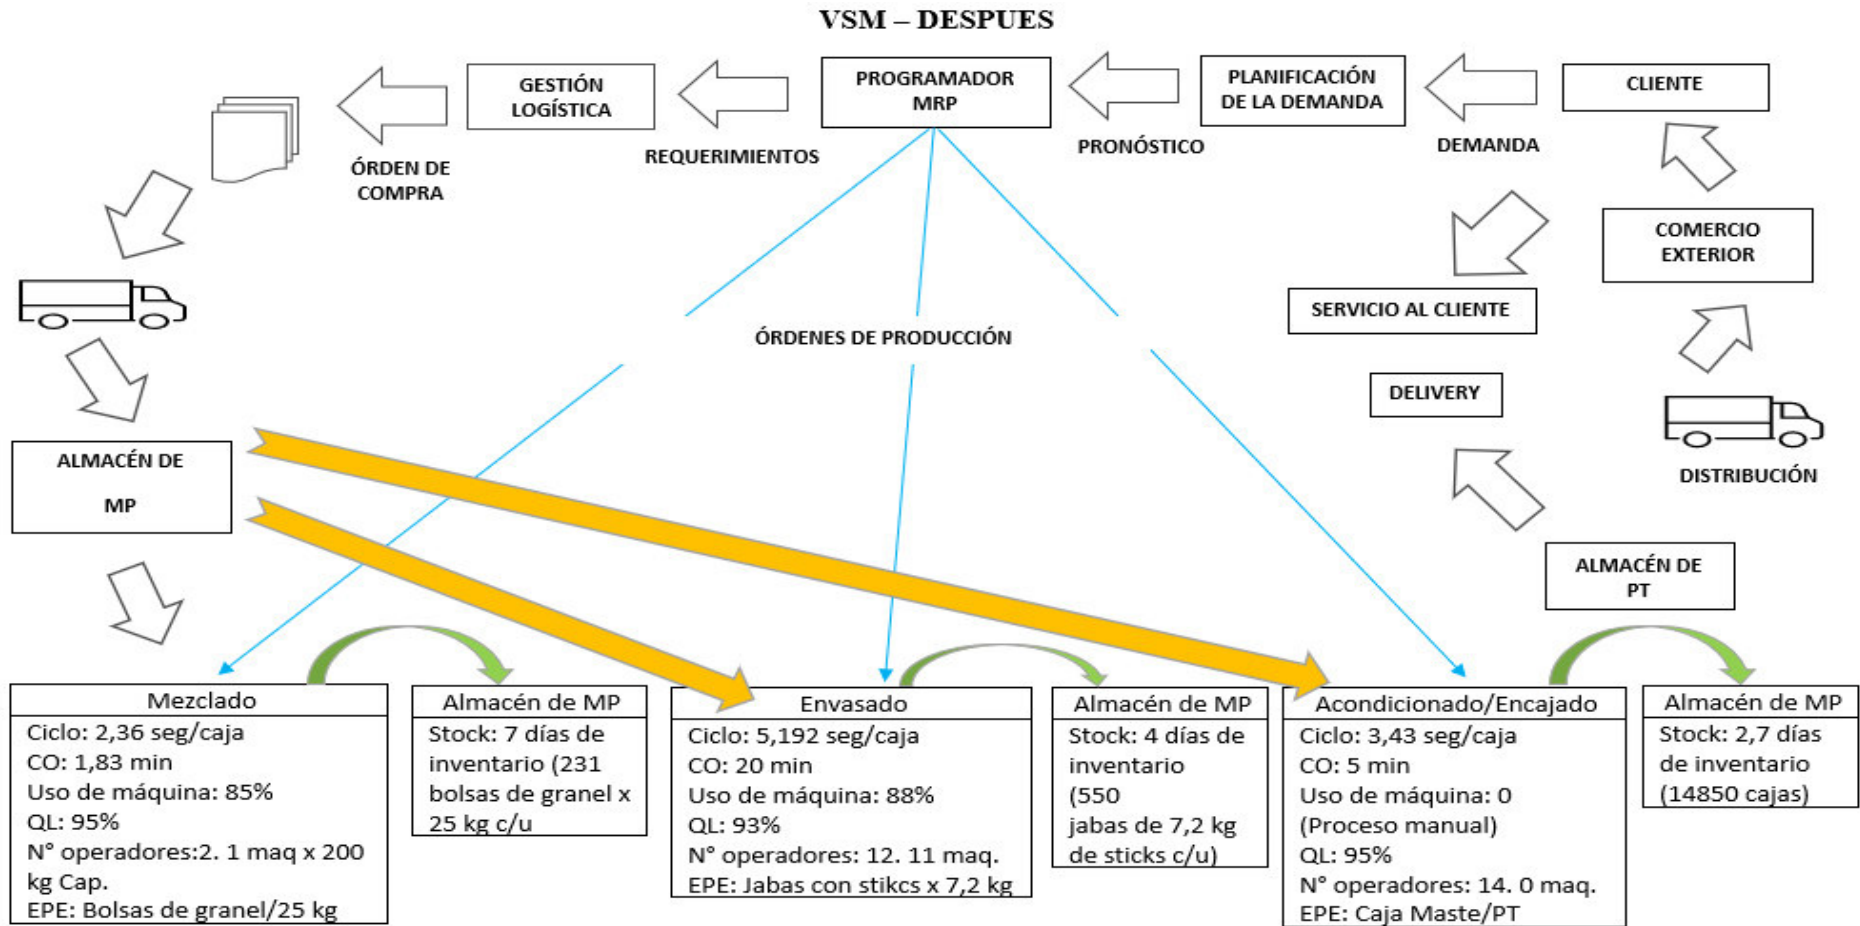 VSM – DESPUES
GESTIÓN
LOGÍSTICA
PROGRAMADOR
MRP
PLANIFICACIÓN
DE LA DEMANDA
CLIENTE
ÓRDEN DE
COMPRA
REQUERIMIENTOS
PRONÓSTICO
DEMANDA
COMERCIO
EXTERIOR
SERVICIO AL CLIENTE
ÓRDENES DE PRODUCCIÓN
DELIVERY
DISTRIBUCIÓN
ALMACÉN DE
MP
ALMACÉN DE
PT
Mezclado
Ciclo: 2,36 seg/caja
CO: 1,83 min
Uso de máquina: 85%
QL: 95%
N° operadores:2. 1 maq x 200
kg Cap.
EPE: Bolsas de granel/25 kg
Almacén de MP
Stock: 7 días de
inventario (231
bolsas de granel x
25 kg c/u
Envasado
Ciclo: 5,192 seg/caja
CO: 20 min
Uso de máquina: 88%
QL: 93%
N° operadores: 12. 11 maq.
EPE: Jabas con stikcs x 7,2 kg
Almacén de MP
Stock: 4 días de
inventario
(550
jabas de 7,2 kg
de sticks c/u)
Acondicionado/Encajado
Ciclo: 3,43 seg/caja
CO: 5 min
Uso de máquina: 0
(Proceso manual)
QL: 95%
N° operadores: 14. 0 maq.
EPE: Caja Maste/PT
Almacén de MP
Stock: 2,7 días
de inventario
(14850 cajas)